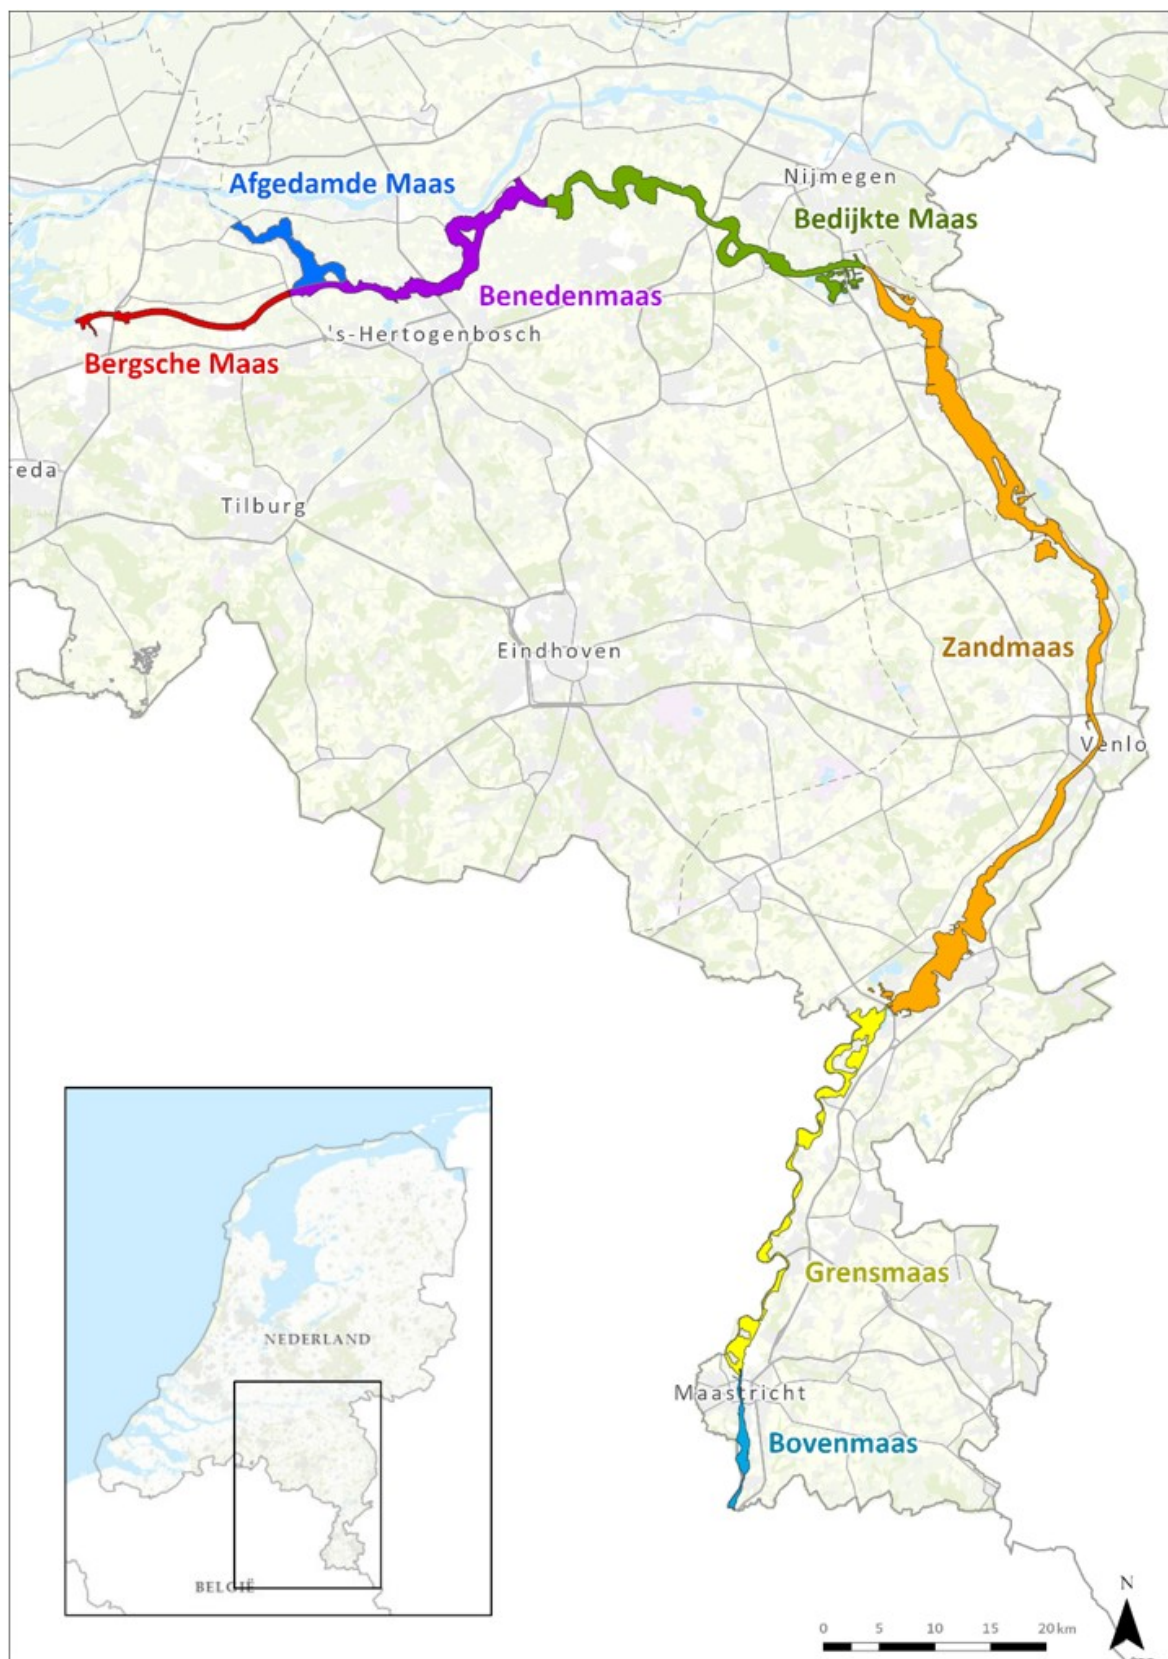 Nijmegen
Afgedamde Maas
Bedijkte Maas
Benedenmaas
's-Hertogenbosch
Bergsche Maas
eda
Tilburg
Eindhoven
Zandmaas
Venlo
Grensmaas
NEDERLAND
Maastricht
Bovenmaas
BELGIË
N
0 5 10 15 20 km